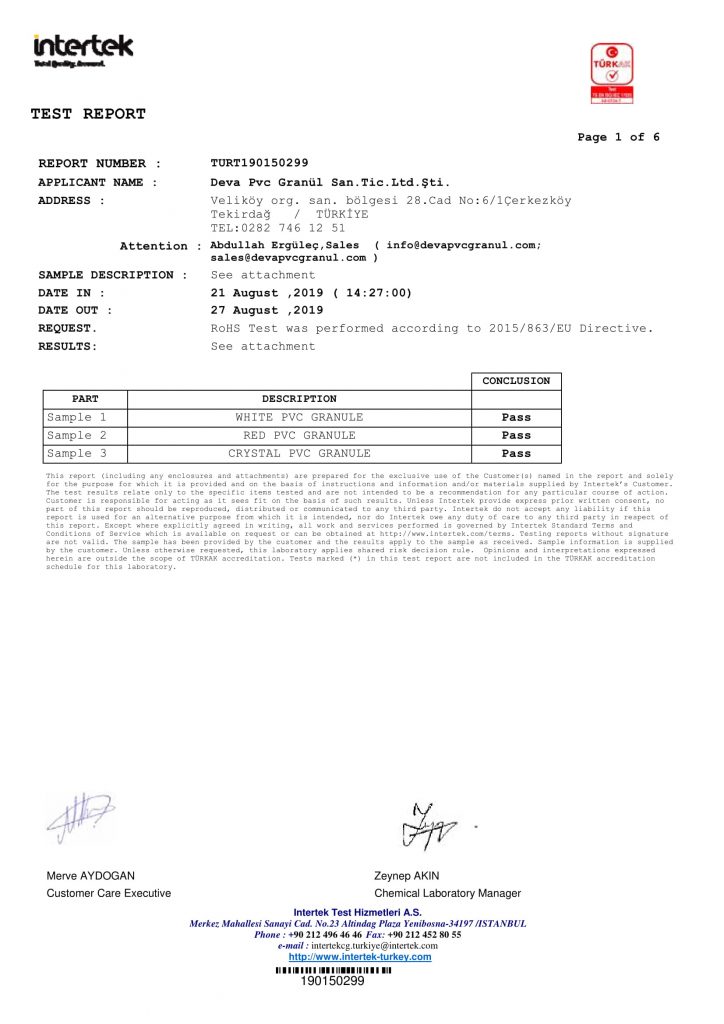 intertek
Total Quality. Assured.
TÜRKAK
Test
TEST REPORT
Page 1 of 6
REPORT NUMBER : TURT190150299
APPLICANT NAME : Deva Pvc Granül San.Tic.Ltd.Şti.
ADDRESS : Veliköy org. san. bölgesi 28.Cad No:6/1Çerkezköy
Tekirdağ / TÜRKİYE
TEL:0282 746 12 51
Attention : Abdullah Ergüleç,Sales ( info@devapvcgranul.com;
sales@devapvcgranul.com )
SAMPLE DESCRIPTION : See attachment
DATE IN : 21 August ,2019 ( 14:27:00)
DATE OUT : 27 August ,2019
REQUEST. RoHS Test was performed according to 2015/863/EU Directive.
RESULTS: See attachment
CONCLUSION
PART DESCRIPTION
Sample 1 WHITE PVC GRANULE Pass
Sample 2 RED PVC GRANULE Pass
Sample 3 CRYSTAL PVC GRANULE Pass
This report (including any enclosures and attachments) are prepared for the exclusive use of the Customer(s) named in the report and solely
for the purpose for which it is provided and on the basis of instructions and information and/or materials supplied by Intertek's Customer.
The test results relate only to the specific items tested and are not intended to be a recommendation for any particular course of action.
Customer is responsible for acting as it sees fit on the basis of such results. Unless Intertek provide express prior written consent, no
part of this report should be reproduced, distributed or communicated to any third party. Intertek do not accept any liability if this
report is used for an alternative purpose from which it is intended, nor do Intertek owe any duty of care to any third party in respect of
this report. Except where explicitly agreed in writing, all work and services performed is governed by Intertek Standard Terms and
Conditions of Service which is available on request or can be obtained at http://www.intertek.com/terms. Testing reports without signature
are not valid. The sample has been provided by the customer and the results apply to the sample as received. Sample information is supplied
by the customer. Unless otherwise requested, this laboratory applies shared risk decision rule. Opinions and interpretations expressed
herein are outside the scope of TÜRKAK accreditation. Tests marked (*) in this test report are not included in the TÜRKAK accreditation
schedule for this laboratory.
Merve AYDOGAN Zeynep AKIN
Customer Care Executive Chemical Laboratory Manager
Intertek Test Hizmetleri A.S.
Merkez Mahallesi Sanayi Cad. No.23 Altindag Plaza Yenibosna-34197 /ISTANBUL
Phone : +90 212 496 46 46 Fax: +90 212 452 80 55
e-mail : intertekcg.turkiye@intertek.com
http://www.intertek-turkey.com
190150299